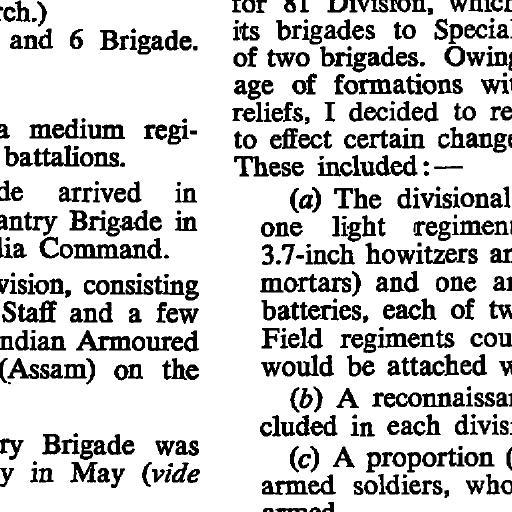 rch.)
and 6 Brigade.
a medium regi-
battalions.
de arrived in
antry Brigade in
lia Command.
vision, consisting
Staff and a few
ndian Armoured
(Assam) on the
ry Brigade was
y in May (vide
for 81 Division, which
its brigades to Special
of two brigades. Owing
age of formations wit
reliefs, I decided to re
to effect certain change
These included:—
(a) The divisional
one light regiment
3.7-inch howitzers an
mortars) and one an
batteries, each of tw
Field regiments cou
would be attached w
(b) A reconnaissan
cluded in each divisi
(c) A proportion (
armed soldiers, who
armed